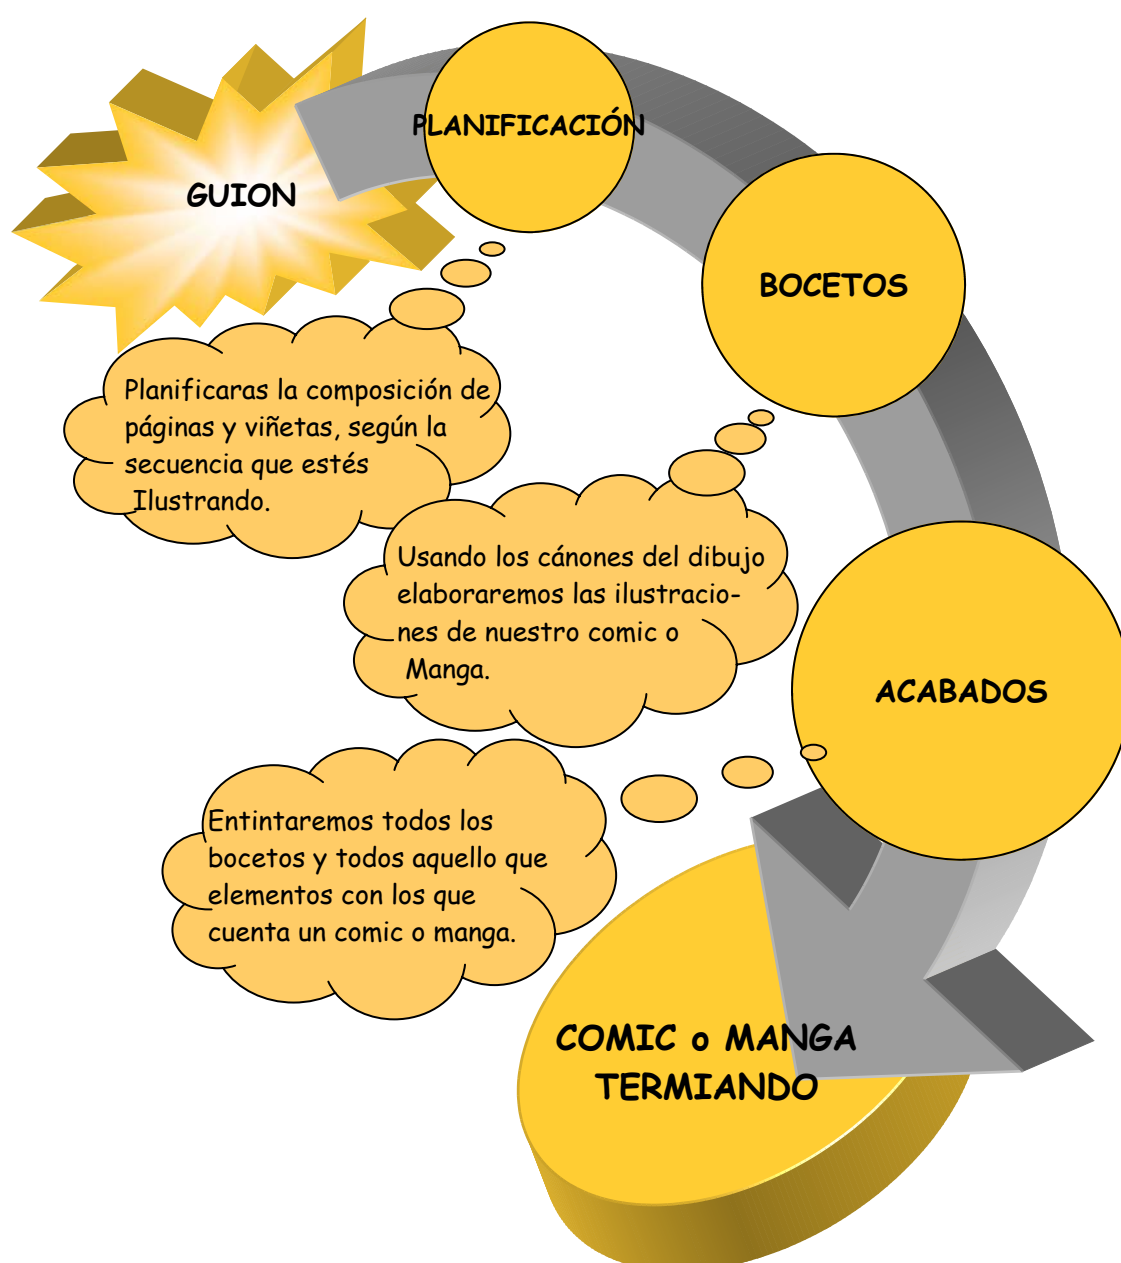 PLANIFICACIÓN
GUION
BOCETOS
Planificaras la composición de
páginas y viñetas, según la
secuencia que estés
Ilustrando.
Usando los cánones del dibujo
elaboraremos las ilustracio-
nes de nuestro comic o
Manga.
ACABADOS
Entintaremos todos los
bocetos y todos aquello que
elementos con los que
cuenta un comic o manga.
COMIC o MANGA
TERMIANDO